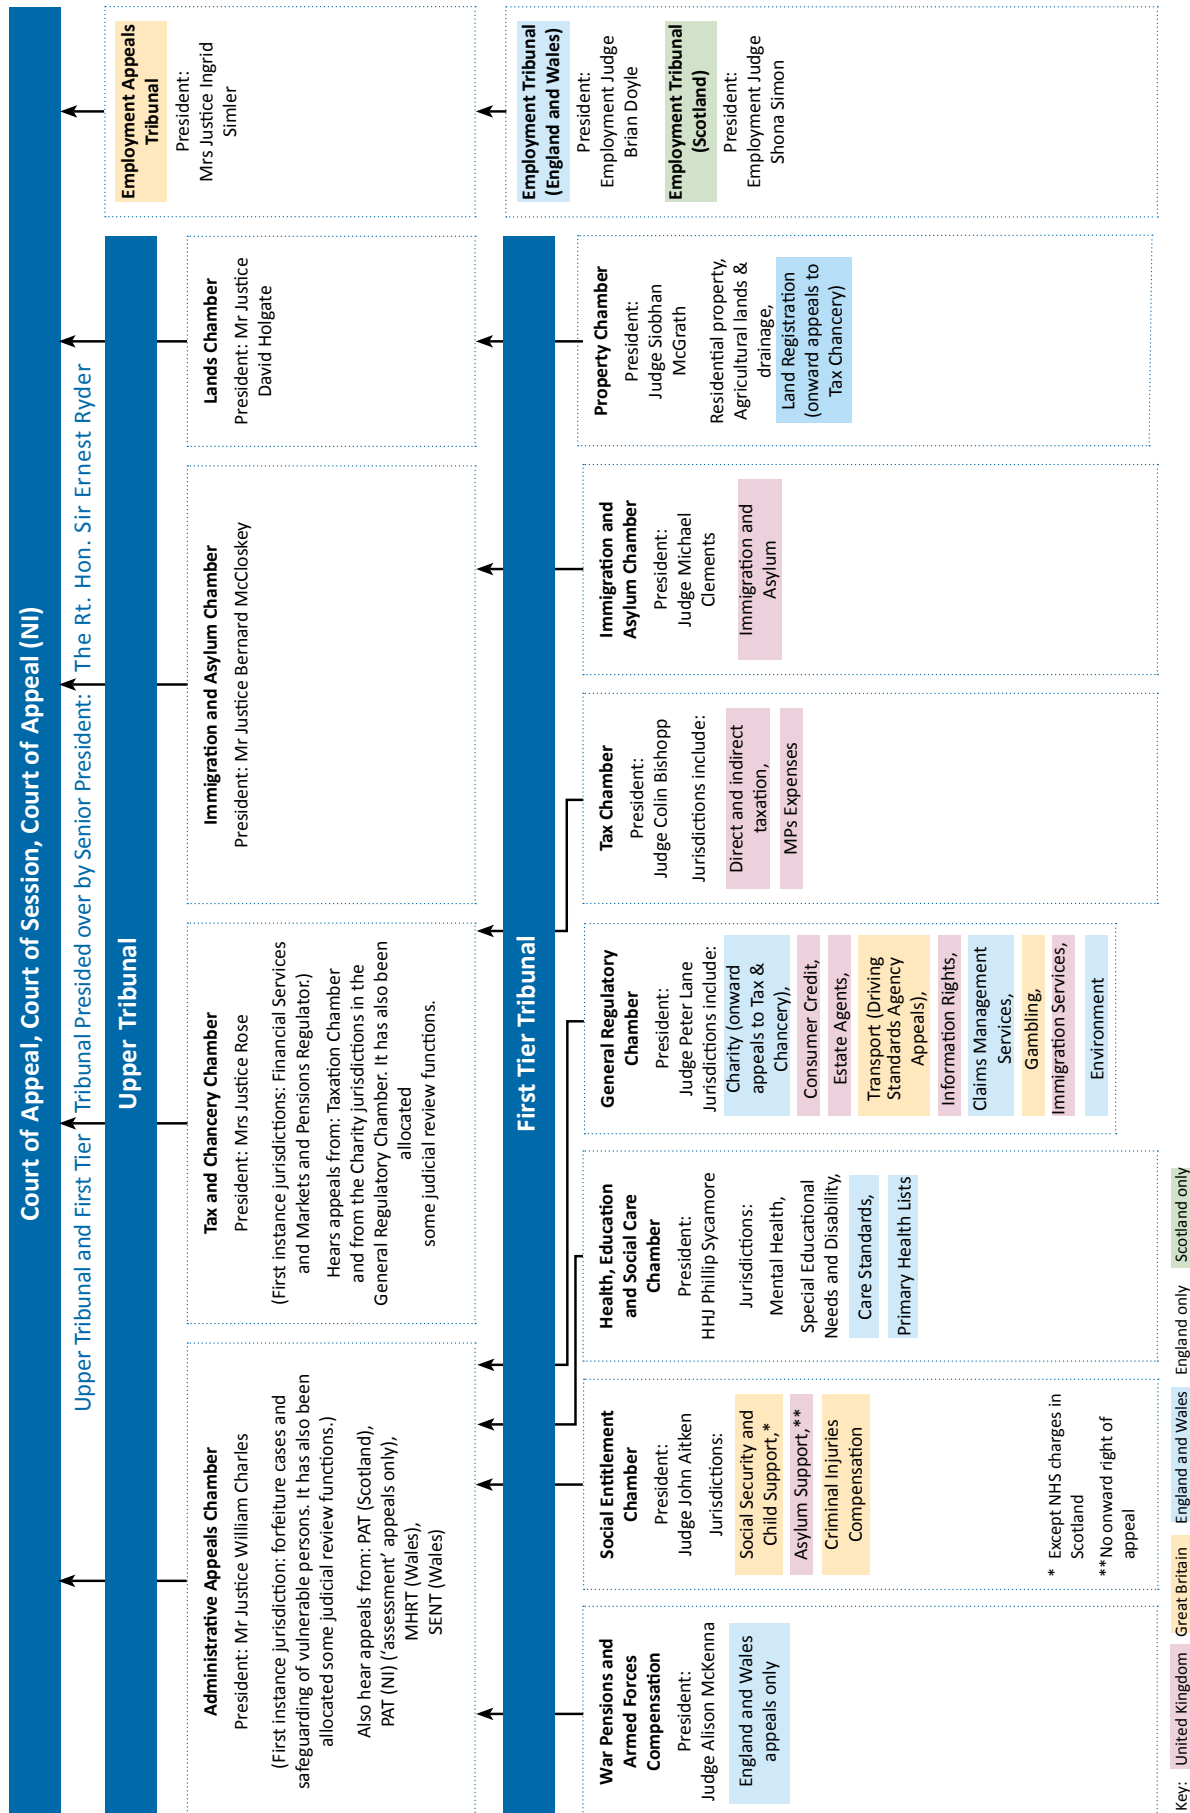 Court of Appeal, Court of Session, Court of Appeal (NI)
Upper Tribunal and First Tier Tribunal Presided over by Senior President: The Rt. Hon. Sir Ernest Ryder
Upper Tribunal
Administrative Appeals Chamber
President: Mr Justice William Charles
(First instance jurisdiction: forfeiture cases and
safeguarding of vulnerable persons. It has also been
allocated some judicial review functions.)
Also hear appeals from: PAT (Scotland),
PAT (NI) (‘assessment’ appeals only),
MHRT (Wales),
SENT (Wales)
Tax and Chancery Chamber
President: Mrs Justice Rose
(First instance jurisdictions: Financial Services
and Markets and Pensions Regulator.)
Hears appeals from: Taxation Chamber
and from the Charity jurisdictions in the
General Regulatory Chamber. It has also been
allocated
some judicial review functions.
Immigration and Asylum Chamber
President: Mr Justice Bernard McCloskey
Lands Chamber
President: Mr Justice
David Holgate
Employment Appeals
Tribunal
President:
Mrs Justice Ingrid
Simler
First Tier Tribunal
War Pensions and
Armed Forces
Compensation
President:
Judge Alison McKenna
England and Wales
appeals only
Social Entitlement
Chamber
President:
Judge John Aitken
Jurisdictions:
Social Security and
Child Support,*
Asylum Support,**
Criminal Injuries
Compensation
* Except NHS charges in
Scotland
**No onward right of
appeal
Health, Education
and Social Care
Chamber
President:
HHJ Phillip Sycamore
Jurisdictions:
Mental Health,
Special Educational
Needs and Disability,
Care Standards,
Primary Health Lists
General Regulatory
Chamber
President:
Judge Peter Lane
Jurisdictions include:
Charity (onward
appeals to Tax &
Chancery),
Consumer Credit,
Estate Agents,
Transport (Driving
Standards Agency
Appeals),
Information Rights,
Claims Management
Services,
Gambling,
Immigration Services,
Environment
Tax Chamber
President:
Judge Colin Bishopp
Jurisdictions include:
Direct and indirect
taxation,
MPs Expenses
Immigration and
Asylum Chamber
President:
Judge Michael
Clements
Immigration and
Asylum
Property Chamber
President:
Judge Siobhan
McGrath
Residential property,
Agricultural lands &
drainage,
Land Registration
(onward appeals to
Tax Chancery)
Employment Tribunal
(England and Wales)
President:
Employment Judge
Brian Doyle
Employment Tribunal
(Scotland)
President:
Employment Judge
Shona Simon
Key: United Kingdom Great Britain England and Wales England only Scotland only